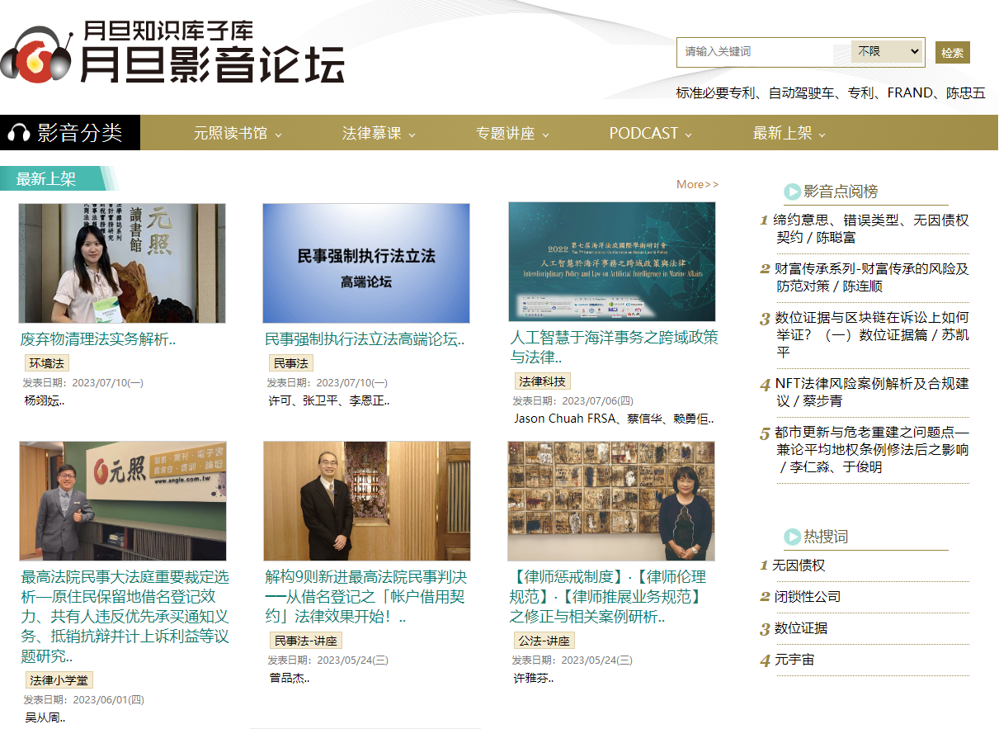 月旦知识库子库
月旦影音论坛
请输入关键词
不限
检索
标准必要专利、自动驾驶车、专利、FRAND、陈忠五
影音分类
元照读书馆
法律慕课
专题讲座
PODCAST
最新上架
最新上架
More>>
元照
讀書館
民事强制执行法立法
高端论坛
2022 第七屆海洋法政國際學術研討會
The 7th International Conference on Ocean Law & Policy
人工智慧於海洋事務之跨域政策與法律
Interdisciplinary Policy and Law on Artificial Intelligence in Marine Affairs
废弃物清理法实务解析..
环境法
发表日期：2023/07/10(一)
杨翊妘..
民事强制执行法立法高端论坛..
民事法
发表日期：2023/07/10(一)
许可、张卫平、李恩正..
人工智慧于海洋事务之跨域政策
与法律..
法律科技
发表日期：2023/07/06(四)
Jason Chuah FRSA、蔡信华、赖勇佢..
元照
www.angle.com.tw
最高法院民事大法庭重要裁定选
析—原住民保留地借名登记效
力、共有人违反优先承买通知义
务、抵销抗辩并计上诉利益等议
题研究..
法律小学堂
发表日期：2023/06/01(四)
吴从周..
解构9则新进最高法院民事判决
──从借名登记之「帐户借用契
约」法律效果开始！..
民事法-讲座
发表日期：2023/05/24(三)
曾品杰..
【律师惩戒制度】·【律师伦理
规范】·【律师推展业务规范】
之修正与相关案例研析..
公法-讲座
发表日期：2023/05/24(三)
许雅芬..
影音点阅榜
1 缔约意思、错误类型、无因债权
契约 / 陈聪富
2 财富传承系列-财富传承的风险及
防范对策 / 陈连顺
3 数位证据与区块链在诉讼上如何
举证？（一）数位证据篇 / 苏凯
平
4 NFT法律风险案例解析及合规建
议 / 蔡步青
5 都市更新与危老重建之问题点—
兼论平均地权条例修法后之影响
/ 李仁淼、于俊明
热搜词
1 无因债权
2 闭锁性公司
3 数位证据
4 元宇宙